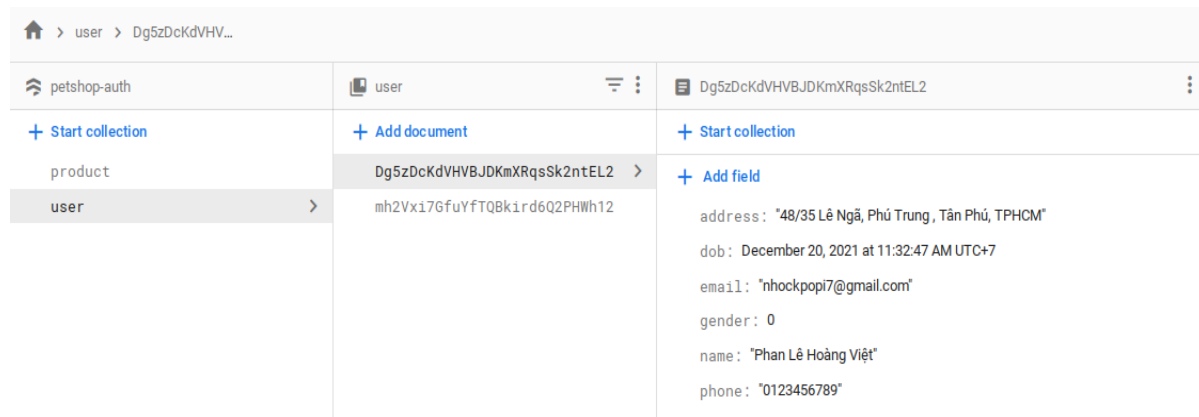 user > Dg5zDcKdVHV...
petshop-auth
+ Start collection
product
user
user
+ Add document
Dg5zDcKdVHVBJDKmXRqsSk2ntEL2
mh2Vxi7GfuYfTQBkird6Q2PHWh12
Dg5zDcKdVHVBJDKmXRqsSk2ntEL2
+ Start collection
+ Add field
address: "48/35 Lê Ngã, Phú Trung , Tân Phú, TPHCM"
dob: December 20, 2021 at 11:32:47 AM UTC+7
email: "nhockpopi7@gmail.com"
gender: 0
name: "Phan Lê Hoàng Việt"
phone: "0123456789"